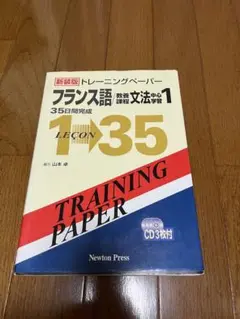 新装版 トレーニングペーパー
フランス語 教養課程 文法中心学習 1
35日間完成
1⇒35
LEÇON
TRAINING
PAPER
CD3枚付
Newton Press